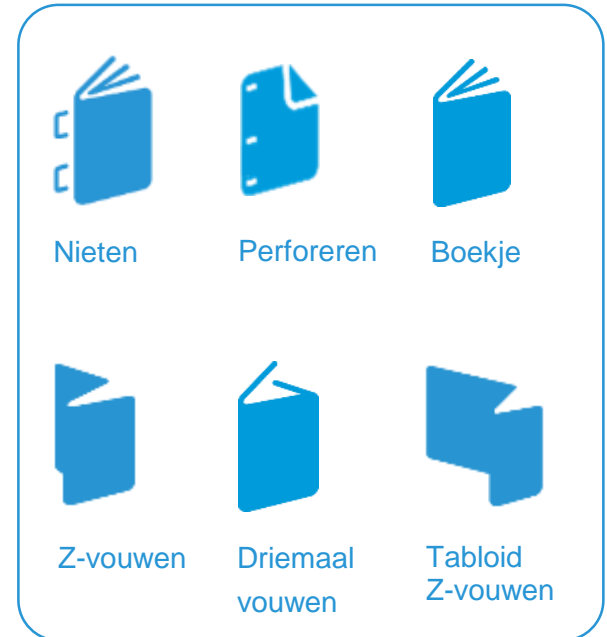 Nieten
Perforeren
Boekje
Z-vouwen
Driemaal
vouwen
Tabloid
Z-vouwen